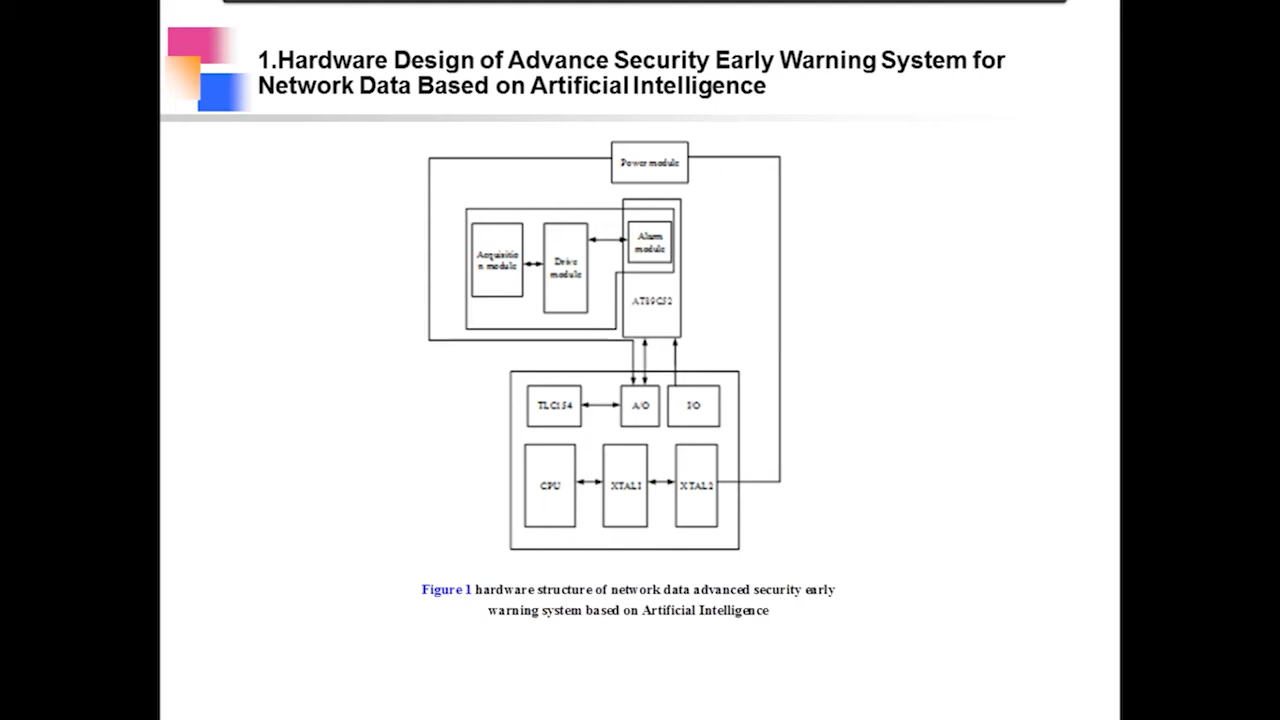 1.Hardware Design of Advance Security Early Warning System for
Network Data Based on Artificial Intelligence
Power module
Alarm
module
Acquisitio
n module
Drive
module
AT89C52
TLC154
A/O
I/O
CPU
XTAL1
XTAL2
Figure 1 hardware structure of network data advanced security early
warning system based on Artificial Intelligence